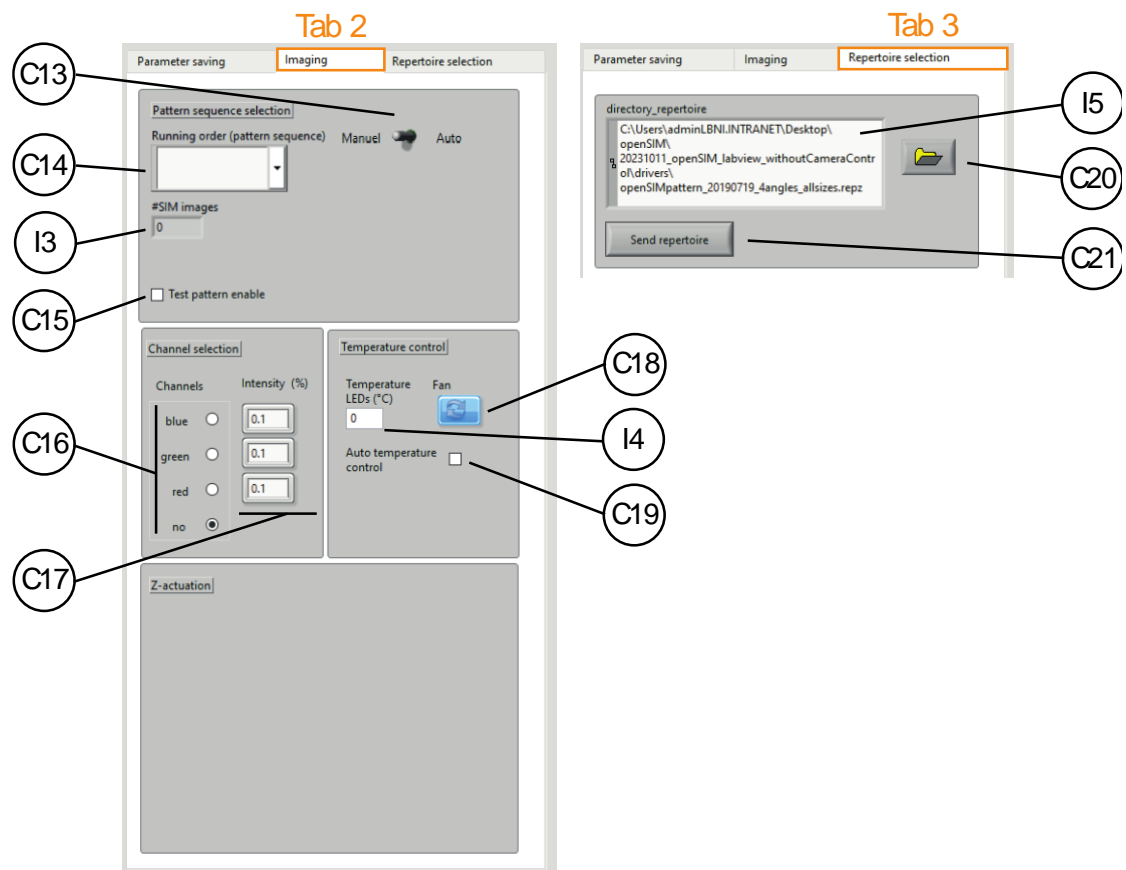 Tab 2
Parameter saving
Imaging
Repertoire selection
C13
Pattern sequence selection
Running order (pattern sequence)
Manuel
Auto
C14
#SIM images
0
I3
Test pattern enable
C15
Channel selection
Channels
Intensity (%)
blue
0.1
green
0.1
red
0.1
no
C16
C17
Temperature control
Temperature
LEDs (°C)
0
Fan
Auto temperature
control
C18
I4
C19
Z-actuation
Tab 3
Parameter saving
Imaging
Repertoire selection
directory_repertoire
C:\Users\adminLBNI.INTRANET\Desktop\
openSIM\
20231011_openSIM_labview_withoutCameraContr
ol\drivers\
openSIMpattern_20190719_4angles_allsizes.repz
Send repertoire
I5
C20
C21